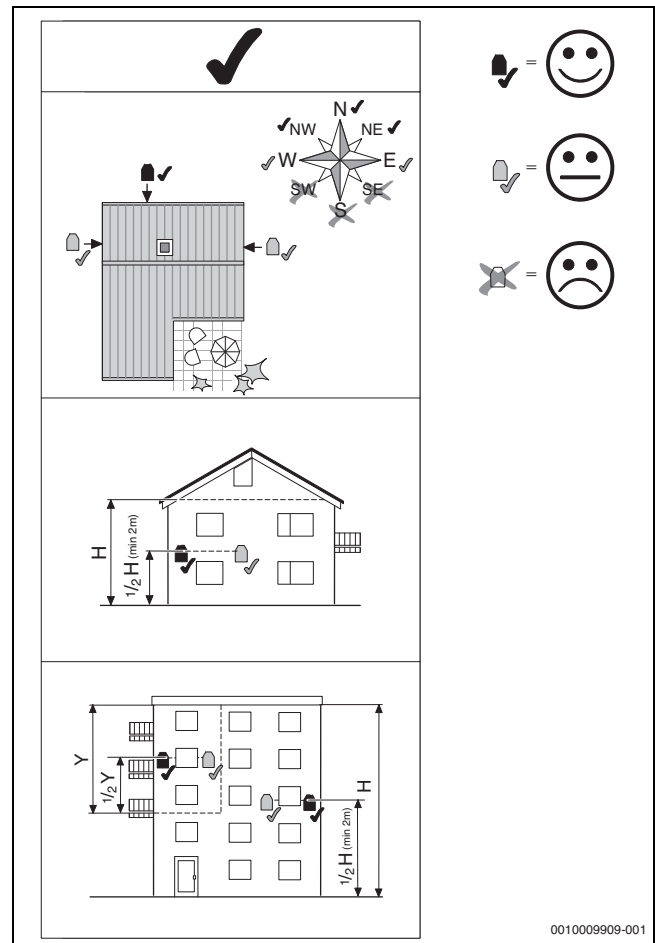 N
NW NE
W E
SW SE
S
=
=
=
H
1/2 H (min 2m)
Y
1/2 Y
H
1/2 H (min 2m)
0010009909-001